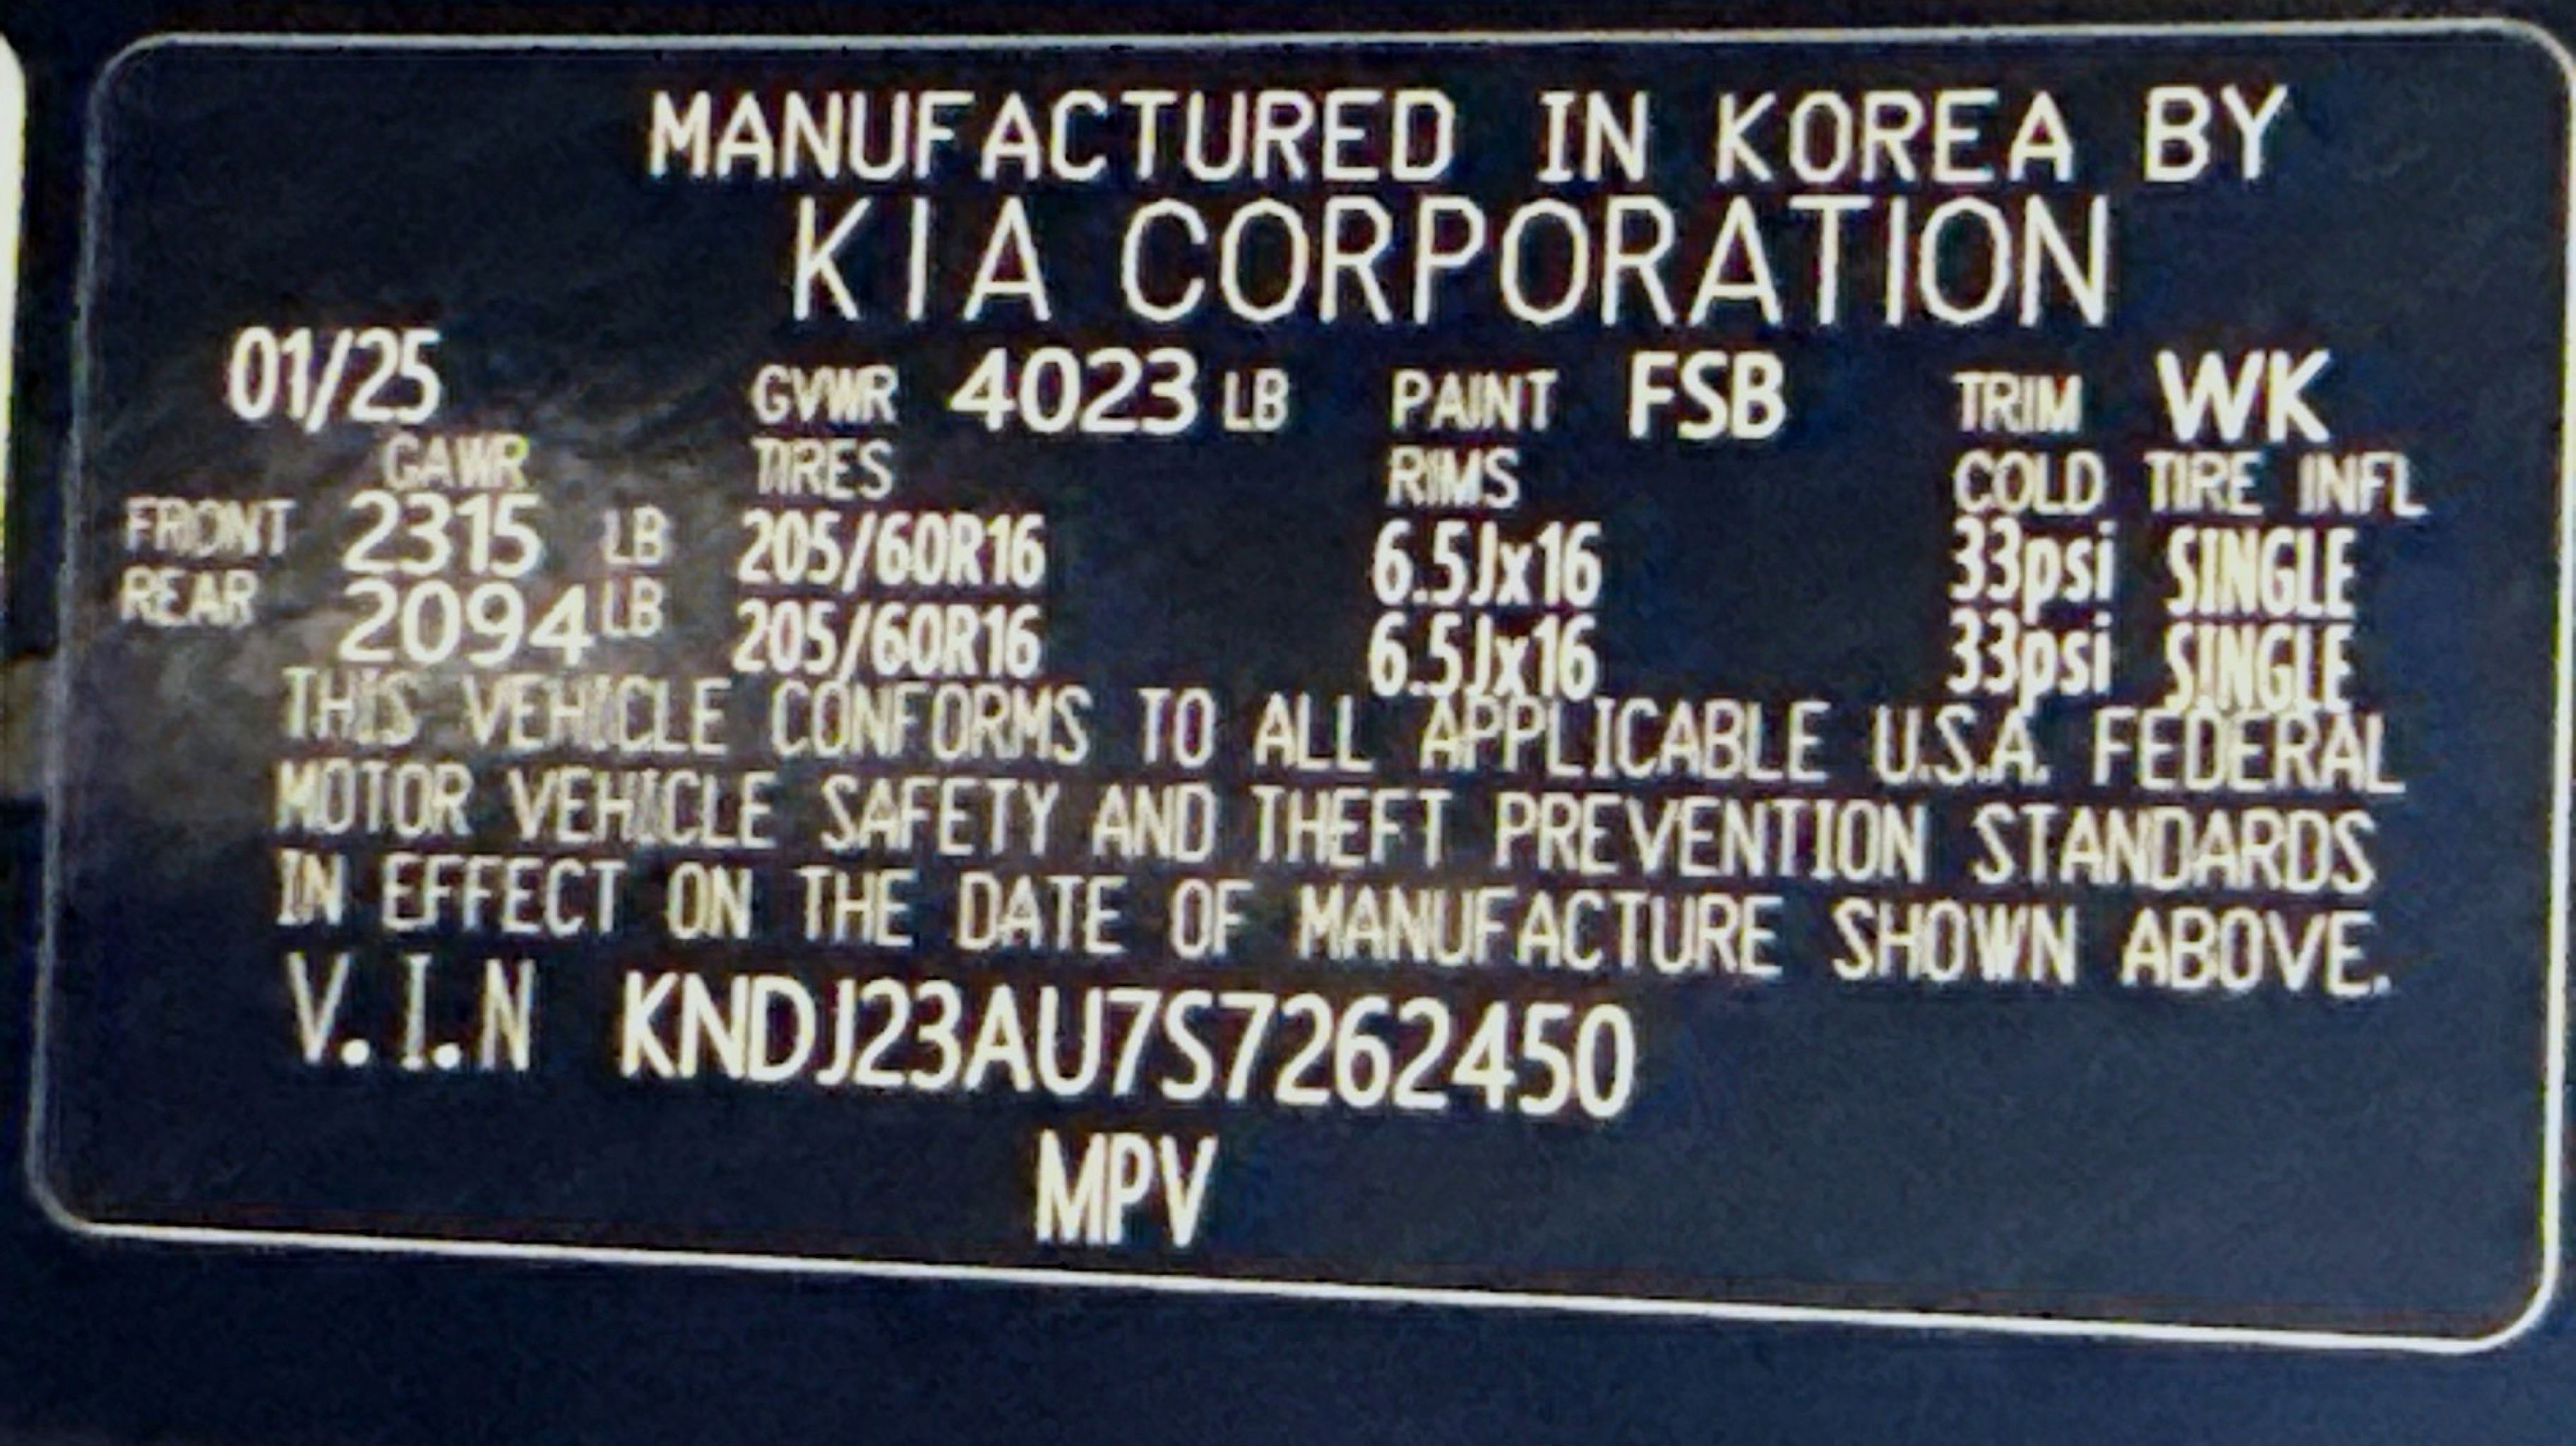 MANUFACTURED IN KOREA BY
KIA CORPORATION
01/25 GVWR 4023 LB PAINT FSB TRIM WK
GAWR TIRES RIMS COLD TIRE INFL
FRONT 2315 LB 205/60R16 6.5Jx16 33psi SINGLE
REAR 2094 LB 205/60R16 6.5Jx16 33psi SINGLE
THIS VEHICLE CONFORMS TO ALL APPLICABLE U.S.A. FEDERAL
MOTOR VEHICLE SAFETY AND THEFT PREVENTION STANDARDS
IN EFFECT ON THE DATE OF MANUFACTURE SHOWN ABOVE.
V.I.N KNDJ23AU7S7262450
MPV